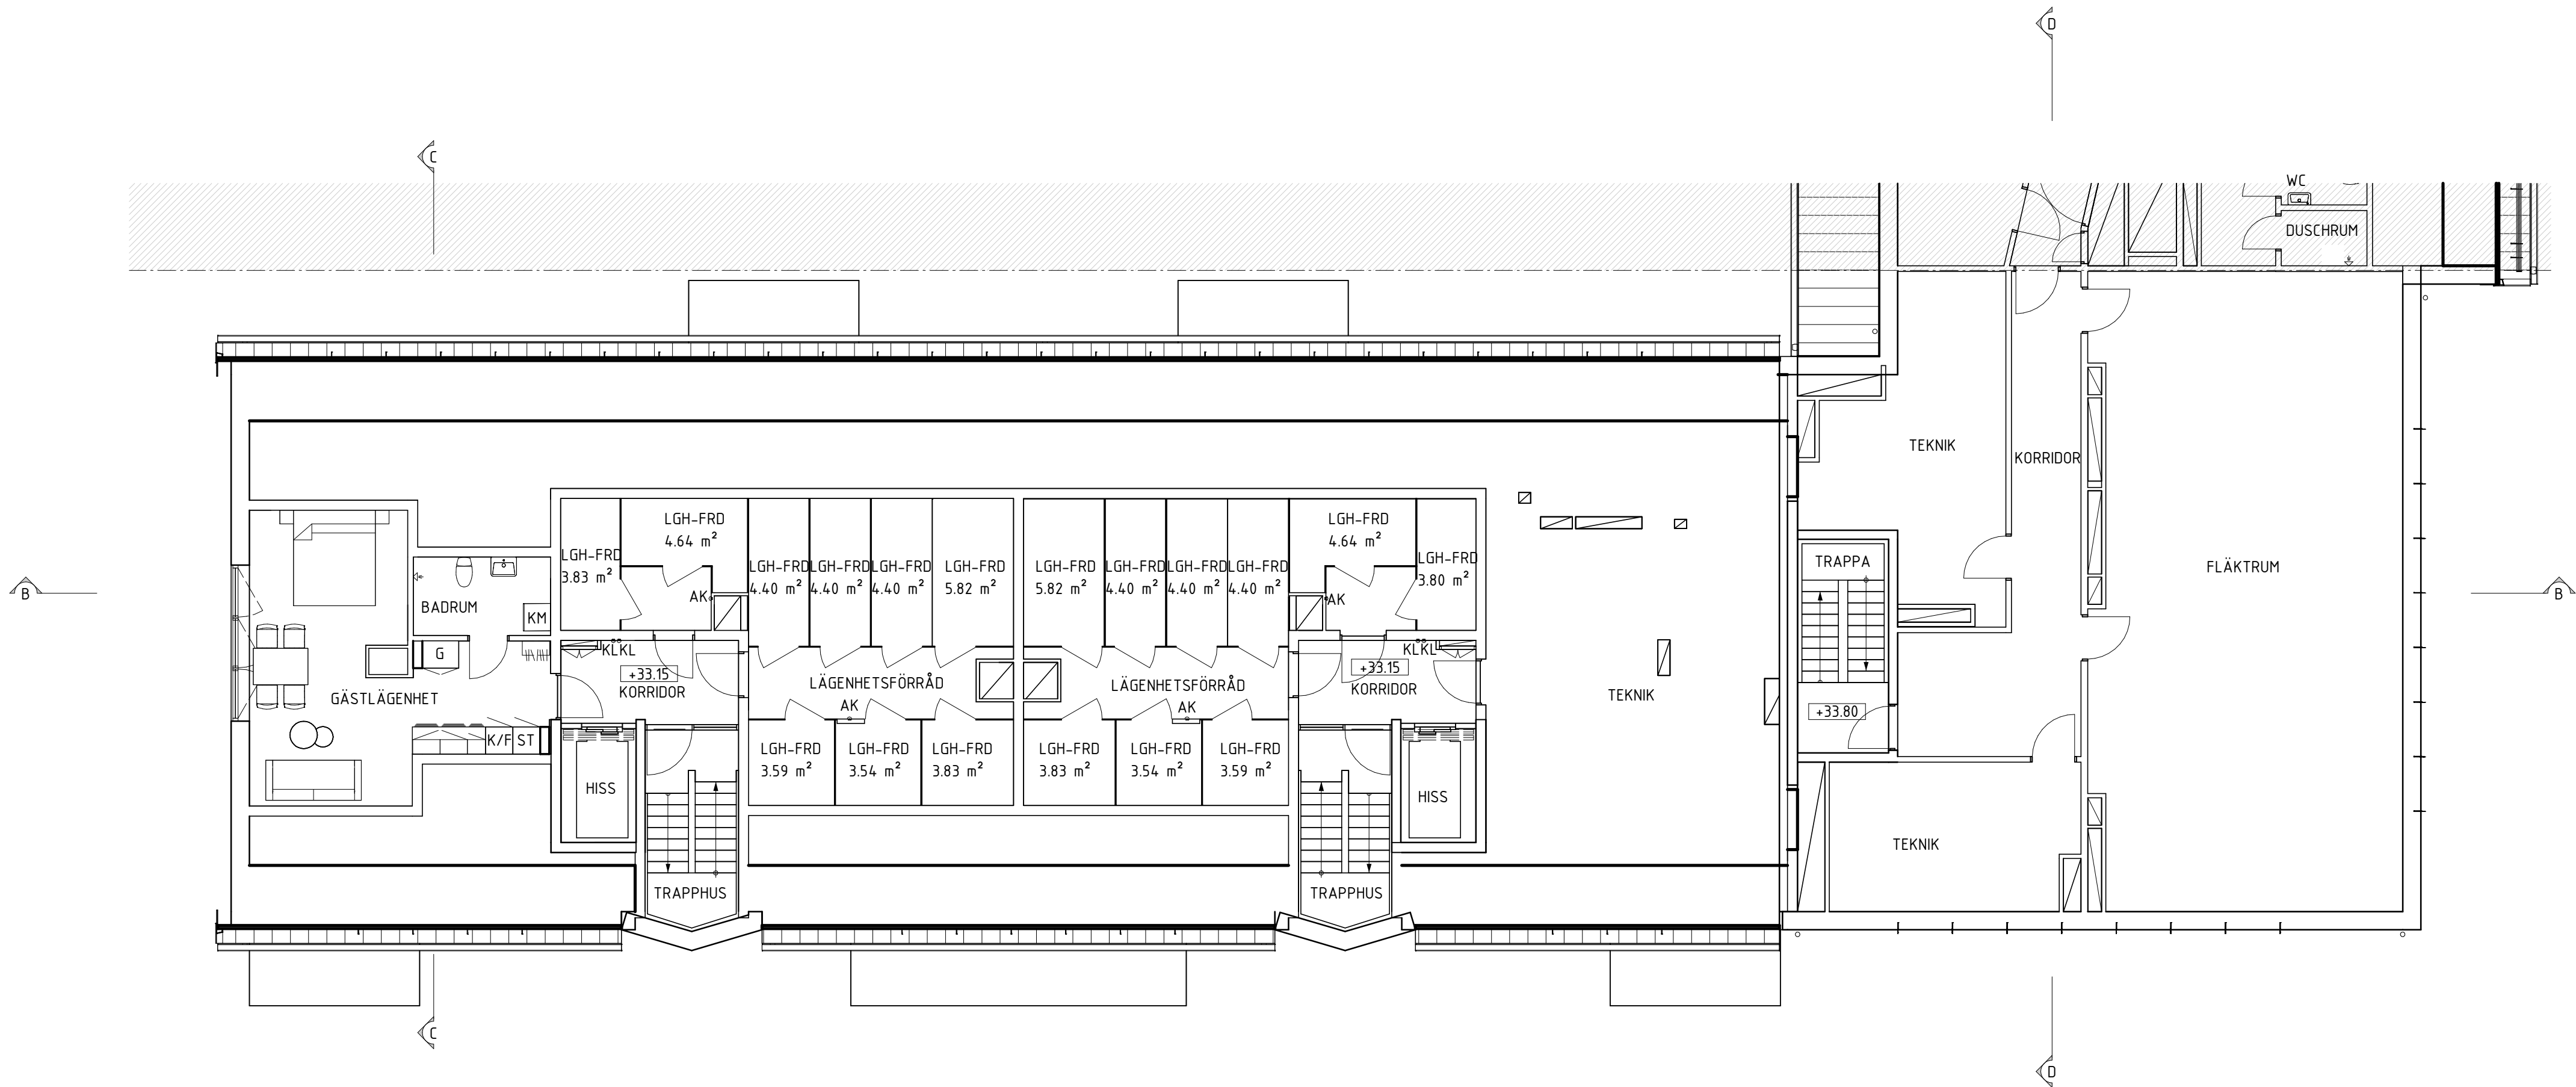 D
C
WC
DUSCHRUM
TEKNIK
KORRIDOR
LGH-FRD
4.64 m²
LGH-FRD
4.64 m²
LGH-FRD
3.83 m²
LGH-FRD
4.40 m²
LGH-FRD
4.40 m²
LGH-FRD
4.40 m²
LGH-FRD
5.82 m²
LGH-FRD
5.82 m²
LGH-FRD
4.40 m²
LGH-FRD
4.40 m²
LGH-FRD
4.40 m²
LGH-FRD
3.80 m²
TRAPPA
FLÄKTRUM
B
B
BADRUM
KM
AK
AK
G
KLKL
KLKL
+33.15
KORRIDOR
+33.15
KORRIDOR
LÄGENHETSFÖRRÅD
LÄGENHETSFÖRRÅD
GÄSTLÄGENHET
TEKNIK
AK
AK
+33.80
K/F
ST
LGH-FRD
3.59 m²
LGH-FRD
3.54 m²
LGH-FRD
3.83 m²
LGH-FRD
3.83 m²
LGH-FRD
3.54 m²
LGH-FRD
3.59 m²
HISS
HISS
TEKNIK
TRAPPHUS
TRAPPHUS
C
D